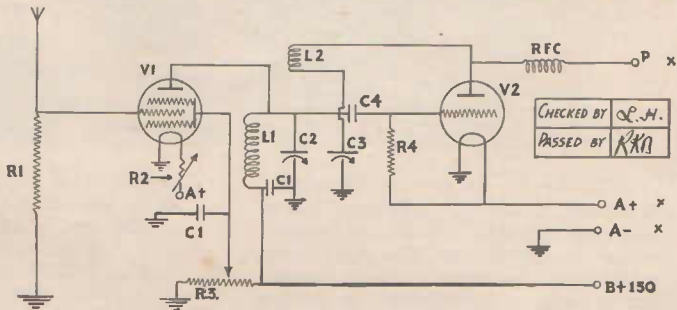 RFC
P x
V1
L2
V2
C4
CHECKED BY L.H.
PASSED BY RKB
R1
L1
C2
C3
R4
R2
C1
A+
A+ x
C1
A- x
R3.
B+150